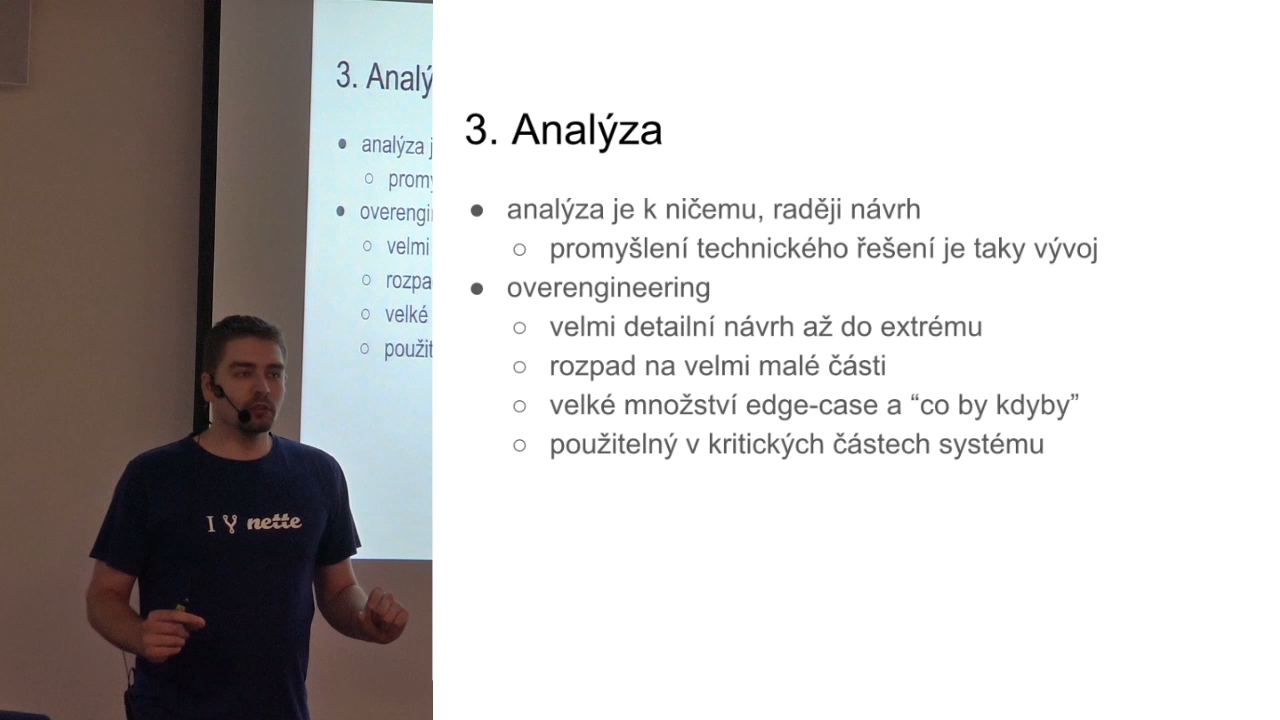 3. Analý
analýza j
promy
overengi
velmi
rozpa
velké
použit
I nette
3. Analýza
analýza je k ničemu, raději návrh
promyšlení technického řešení je taky vývoj
overengineering
velmi detailní návrh až do extrému
rozpad na velmi malé části
velké množství edge-case a “co by kdyby”
použitelný v kritických částech systému